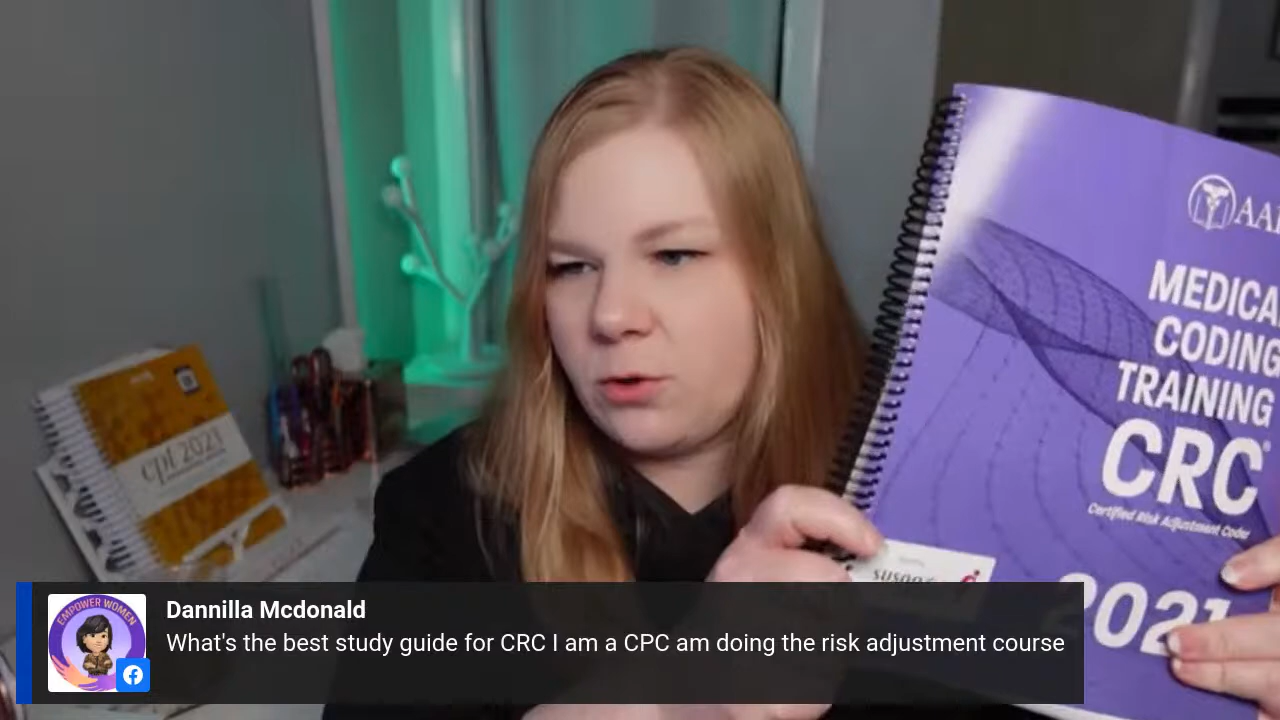 AA
MEDICA
CODING
TRAINING
CRC®
Certified Risk Adjustment Coder
2021
cpt 2021
EMPOWER WOMEN
Dannilla Mcdonald
What's the best study guide for CRC I am a CPC am doing the risk adjustment course